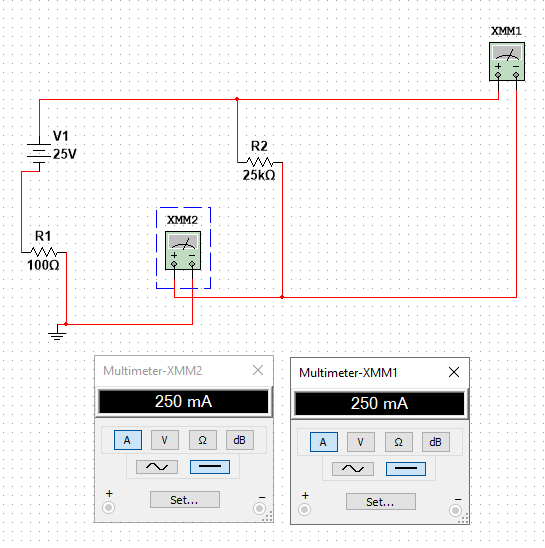 XMM1
V1
25V
R2
25kΩ
XMM2
R1
100Ω
Multimeter-XMM2
250 mA
A V Ω dB
Set...
+ −
Multimeter-XMM1
250 mA
A V Ω dB
Set...
+ −